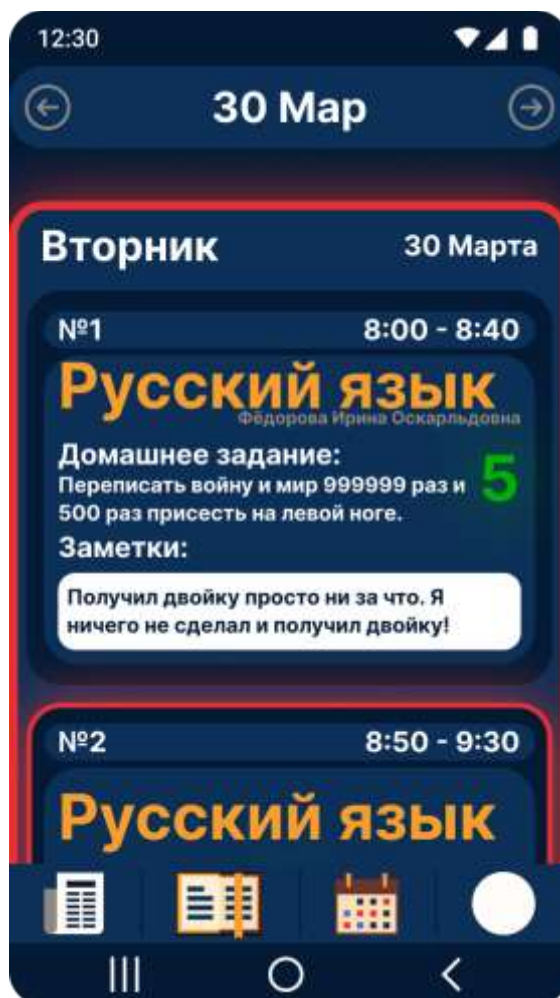 12:30
30 Мар
Вторник
30 Марта
№1
8:00 - 8:40
Русский язык
Фёдорова Ирина Оскарльдовна
Домашнее задание:
Переписать войну и мир 999999 раз и
500 раз присесть на левой ноге.
5
Заметки:
Получил двойку просто ни за что. Я
ничего не сделал и получил двойку!
№2
8:50 - 9:30
Русский язык